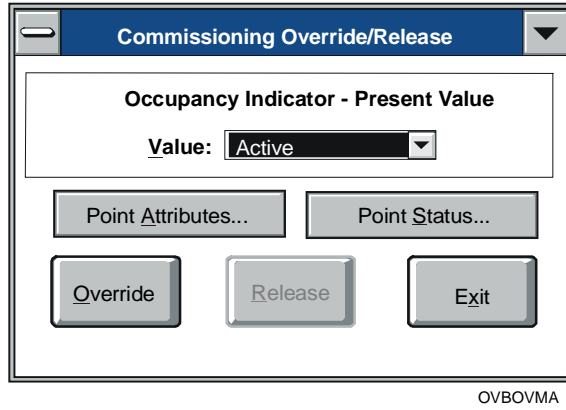 Commissioning Override/Release
Occupancy Indicator - Present Value
Value: Active
Point Attributes... Point Status...
Override Release Exit
OVBOVMA